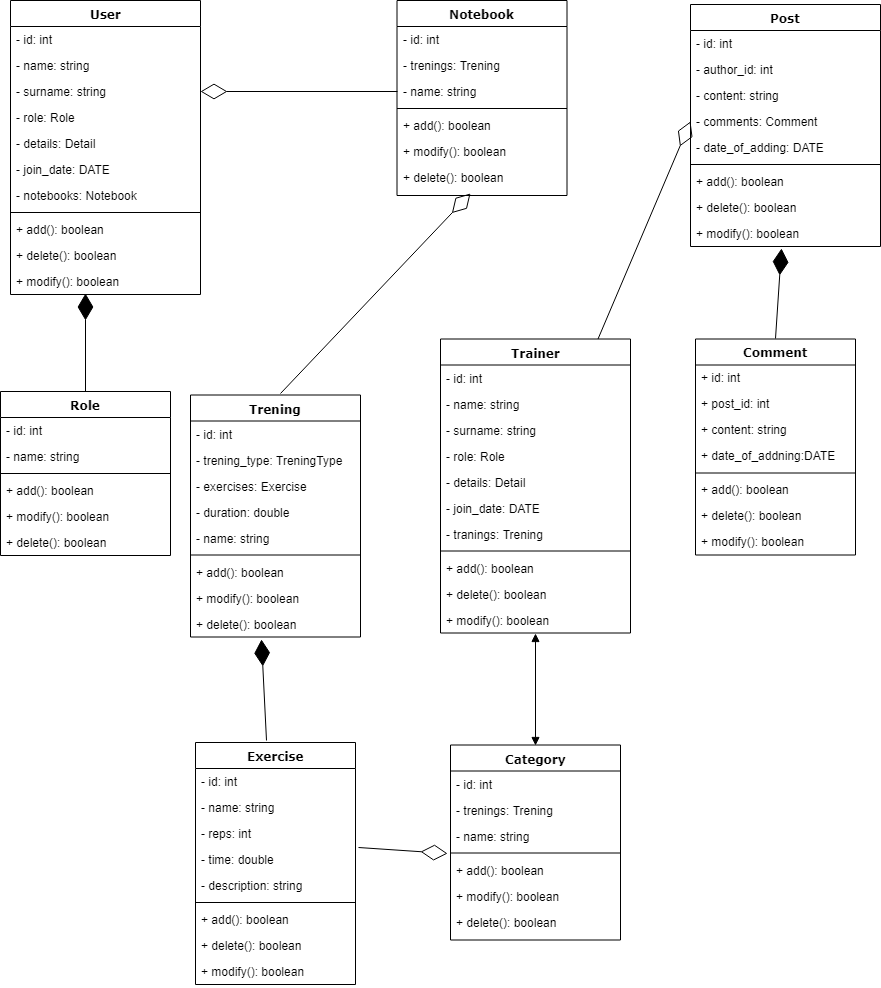 User
- id: int
- name: string
- surname: string
- role: Role
- details: Detail
- join_date: DATE
- notebooks: Notebook
+ add(): boolean
+ delete(): boolean
+ modify(): boolean
Notebook
- id: int
- trenings: Trening
- name: string
+ add(): boolean
+ modify(): boolean
+ delete(): boolean
Post
- id: int
- author_id: int
- content: string
- comments: Comment
- date_of_adding: DATE
+ add(): boolean
+ delete(): boolean
+ modify(): boolean
Role
- id: int
- name: string
+ add(): boolean
+ modify(): boolean
+ delete(): boolean
Trening
- id: int
- trening_type: TreningType
- exercises: Exercise
- duration: double
- name: string
+ add(): boolean
+ modify(): boolean
+ delete(): boolean
Trainer
- id: int
- name: string
- surname: string
- role: Role
- details: Detail
- join_date: DATE
- tranings: Trening
+ add(): boolean
+ delete(): boolean
+ modify(): boolean
Comment
+ id: int
+ post_id: int
+ content: string
+ date_of_addning:DATE
+ add(): boolean
+ delete(): boolean
+ modify(): boolean
Exercise
- id: int
- name: string
- reps: int
- time: double
- description: string
+ add(): boolean
+ delete(): boolean
+ modify(): boolean
Category
- id: int
- trenings: Trening
- name: string
+ add(): boolean
+ modify(): boolean
+ delete(): boolean